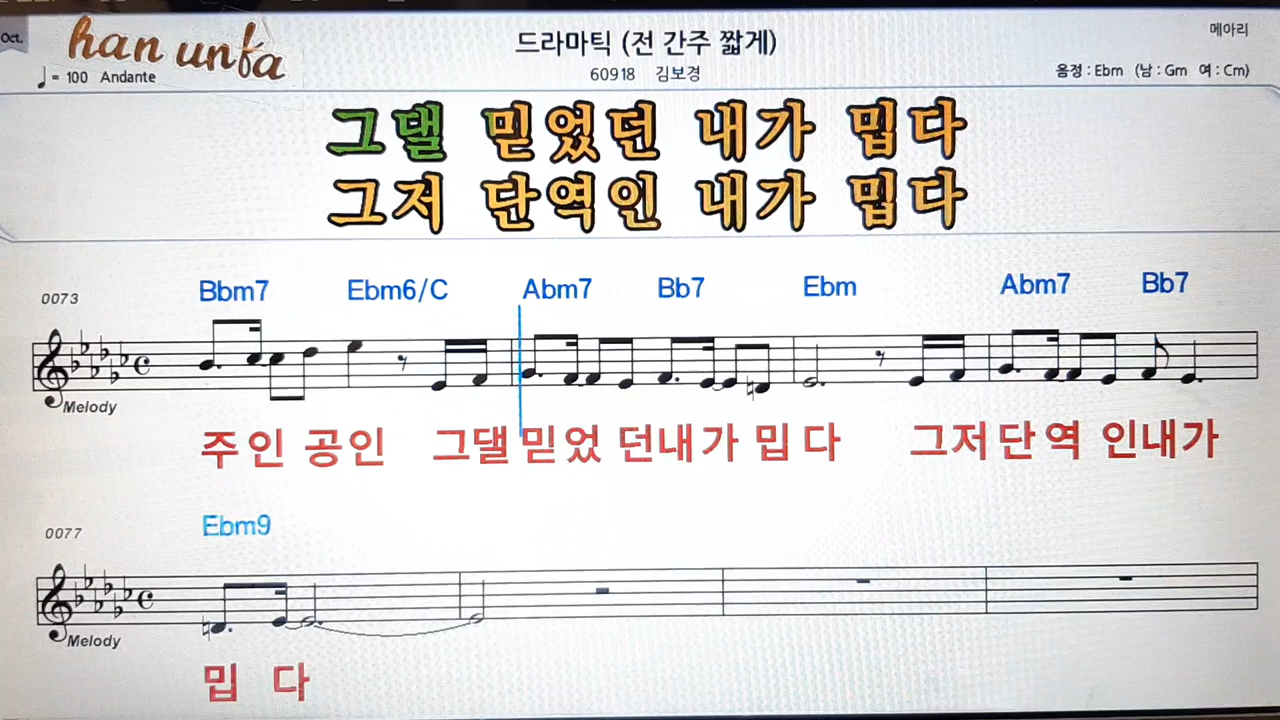 Oct.
han unfa
드라마틱 (전 간주 짧게)
메아리
♩ = 100 Andante
60918 김보경
음정 : Ebm (남 : Gm 여 : Cm)
그댈 믿었던 내가 밉다
그저 단역인 내가 밉다
0073
Bbm7 Ebm6/C Abm7 Bb7 Ebm Abm7 Bb7
Melody
주인 공인 그댈 믿었 던내가 밉 다 그저 단 역 인내가
0077
Ebm9
Melody
밉 다